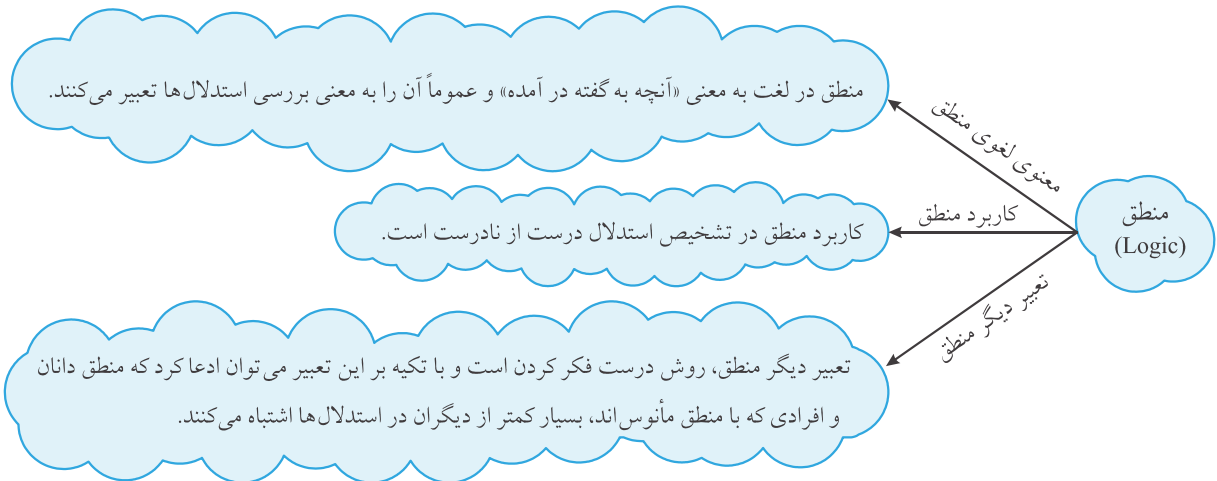 منطق
(Logic)
معنوی لغوی منطق
منطق در لغت به معنی «آنچه به گفته در آمده» و عموماً آن را به معنی بررسی استدلال‌ها تعبیر می‌کنند.
کاربرد منطق
کاربرد منطق در تشخیص استدلال درست از نادرست است.
تعبیر دیگر منطق
تعبیر دیگر منطق، روش درست فکر کردن است و با تکیه بر این تعبیر می‌توان ادعا کرد که منطق دانان
و افرادی که با منطق مأنوس‌اند، بسیار کمتر از دیگران در استدلال‌ها اشتباه می‌کنند.